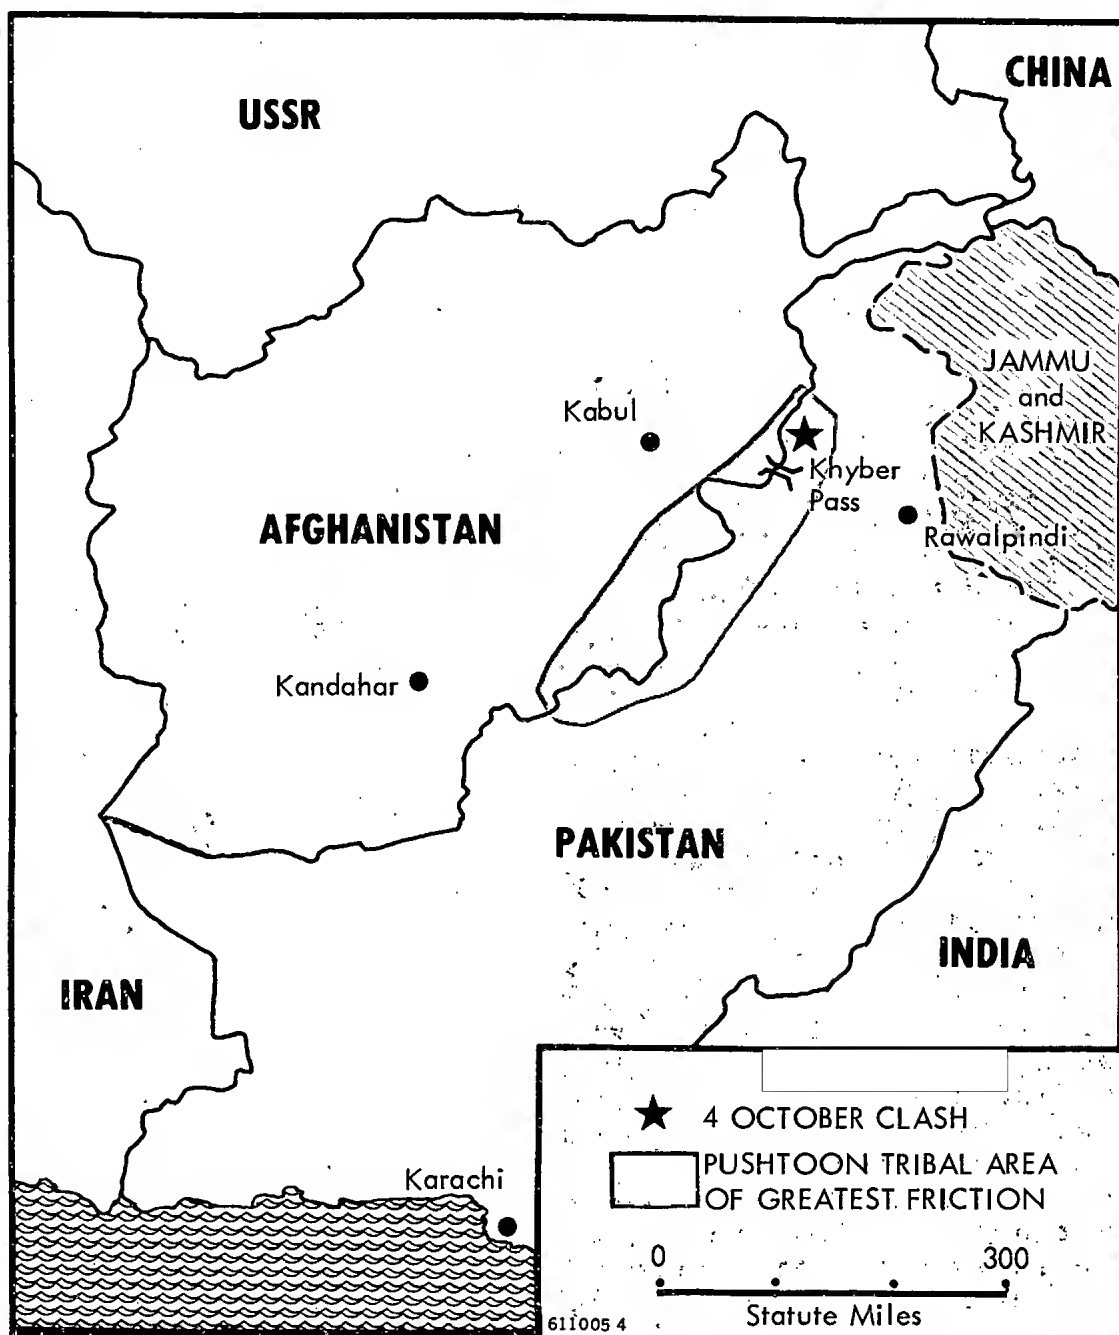 USSR
CHINA
JAMMU
and
KASHMIR
Kabul
Khyber
Pass
AFGHANISTAN
Rawalpindi
Kandahar
PAKISTAN
INDIA
IRAN
Karachi
★ 4 OCTOBER CLASH
PUSHTOON TRIBAL AREA
OF GREATEST FRICTION
0 300
Statute Miles
611005 4